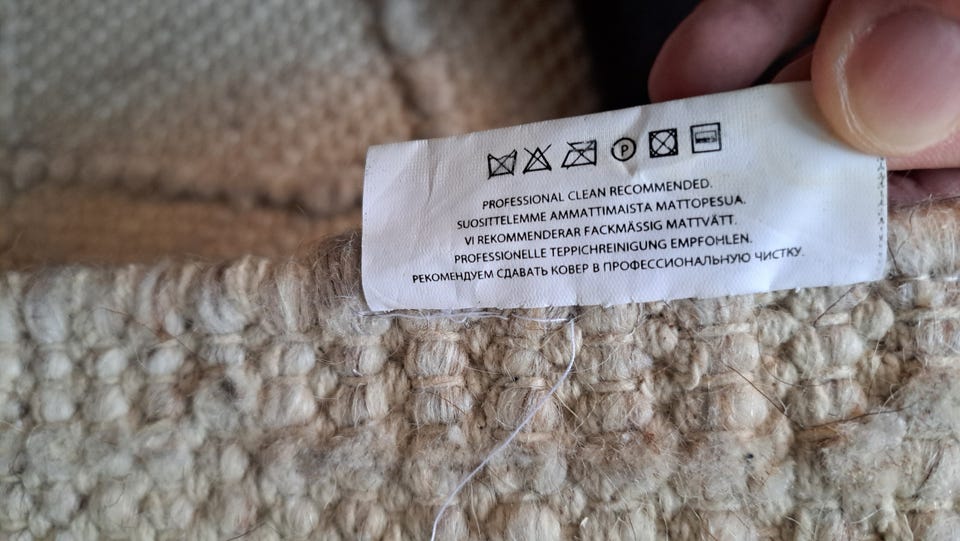 P
PROFESSIONAL CLEAN RECOMMENDED.
SUOSITTELEMME AMMATTIMAISTA MATTOPESUA.
VI REKOMMENDERAR FACKMÄSSIG MATTVÄTT.
PROFESSIONELLE TEPPICHREINIGUNG EMPFOHLEN.
РЕКОМЕНДУЕМ СДАВАТЬ КОВЕР В ПРОФЕССИОНАЛЬНУЮ ЧИСТКУ.